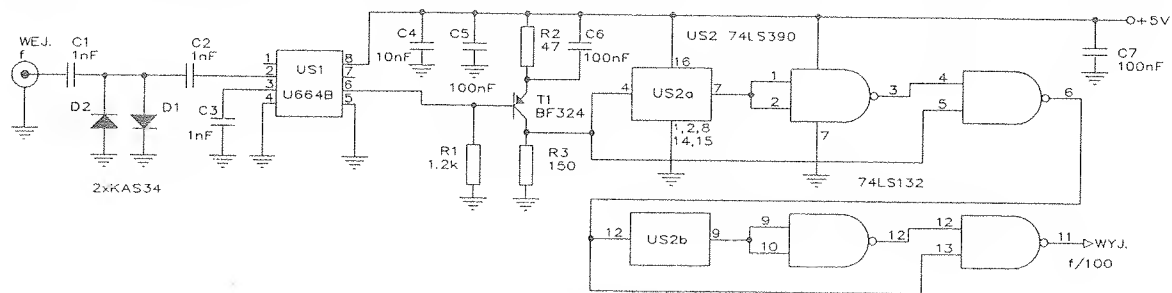 WEJ.
f
C1
1nF
D2
D1
2xKAS34
C2
1nF
C3
1nF
1
2
3
4
US1
U664B
8
7
6
5
C4
10nF
C5
100nF
R2
47
C6
100nF
T1
BF324
R1
1.2k
R3
150
US2 74LS390
16
4
US2a
7
1,2,8
14,15
1
2
3
7
4
5
6
74LS132
C7
100nF
+5V
12
US2b
9
9
10
12
12
13
11
WYJ.
f/100